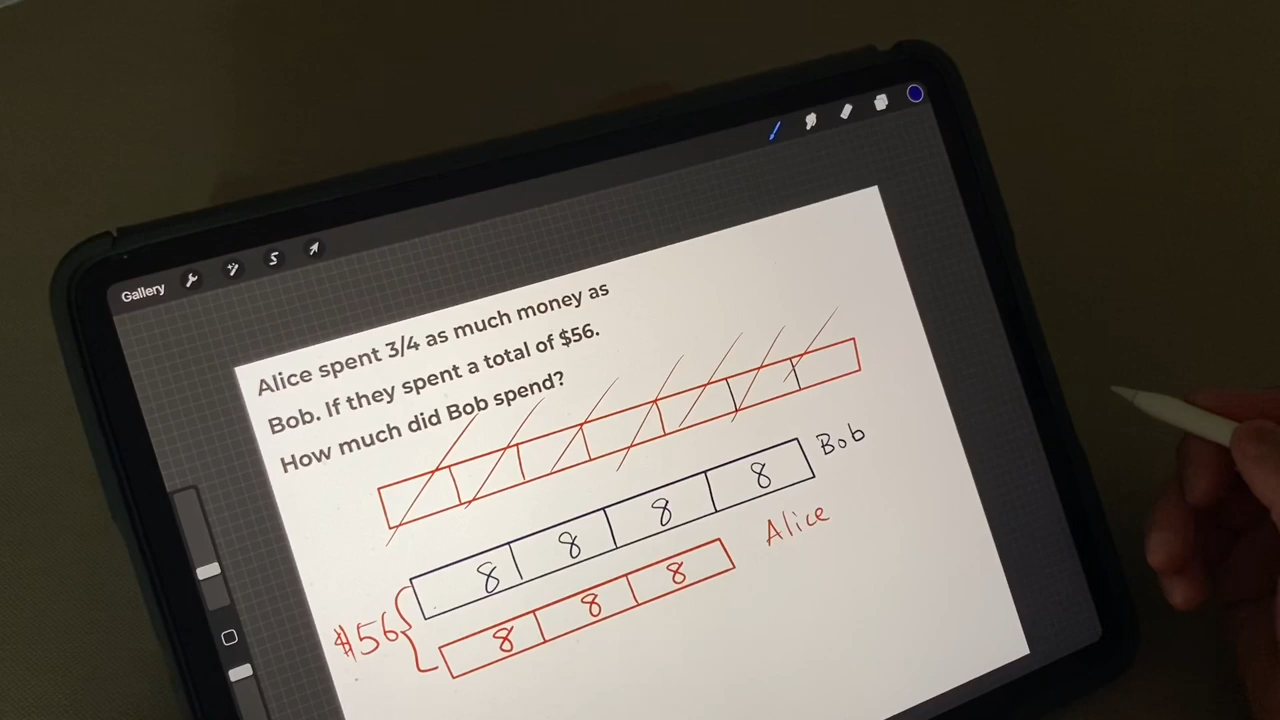 Gallery
S
Alice spent 3/4 as much money as
Bob. If they spent a total of $56.
How much did Bob spend?
8 8 8 8 Bob
$56
8 8 8 Alice